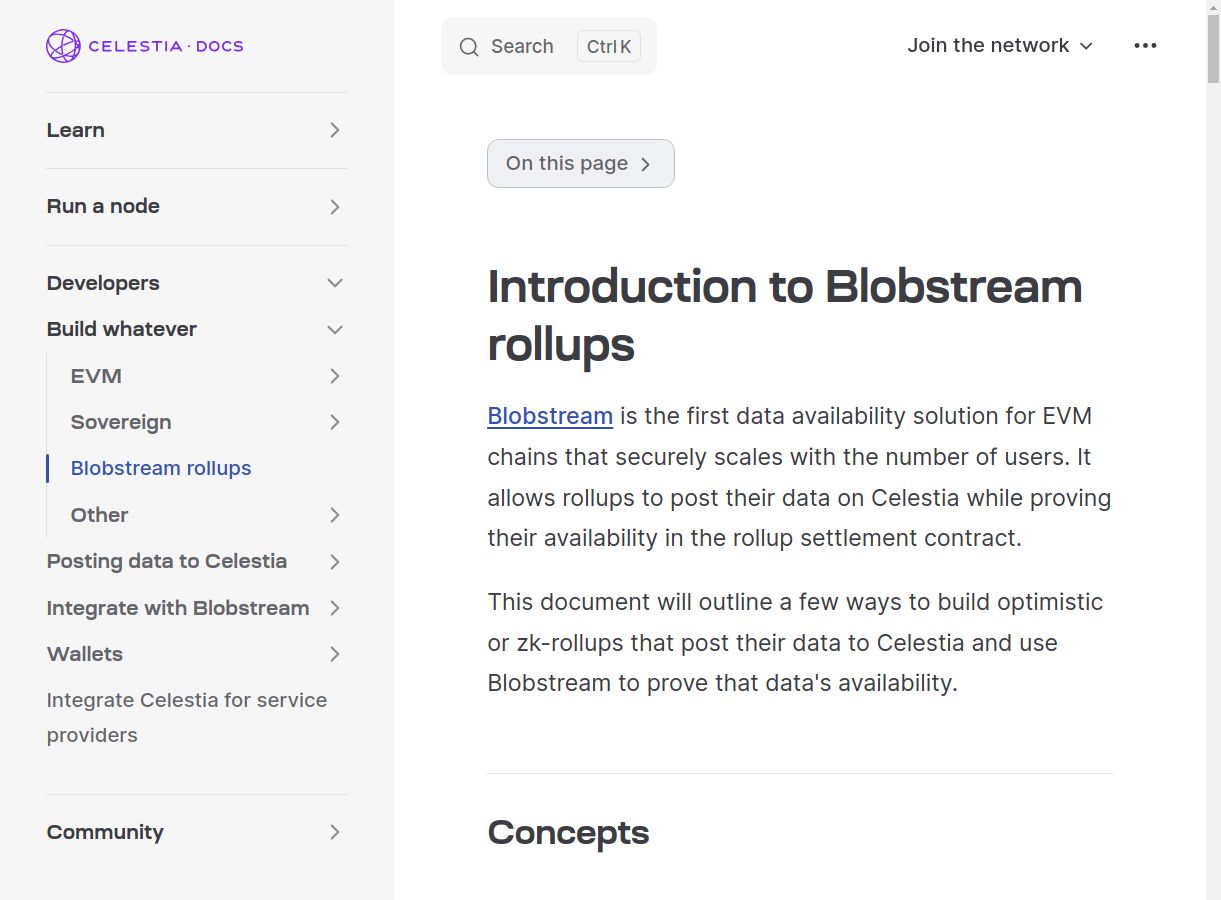 CELESTIA · DOCS
Learn
Run a node
Developers
Build whatever
EVM
Sovereign
Blobstream rollups
Other
Posting data to Celestia
Integrate with Blobstream
Wallets
Integrate Celestia for service
providers
Community
Search
Ctrl K
Join the network
On this page
Introduction to Blobstream
rollups
Blobstream is the first data availability solution for EVM
chains that securely scales with the number of users. It
allows rollups to post their data on Celestia while proving
their availability in the rollup settlement contract.
This document will outline a few ways to build optimistic
or zk-rollups that post their data to Celestia and use
Blobstream to prove that data's availability.
Concepts